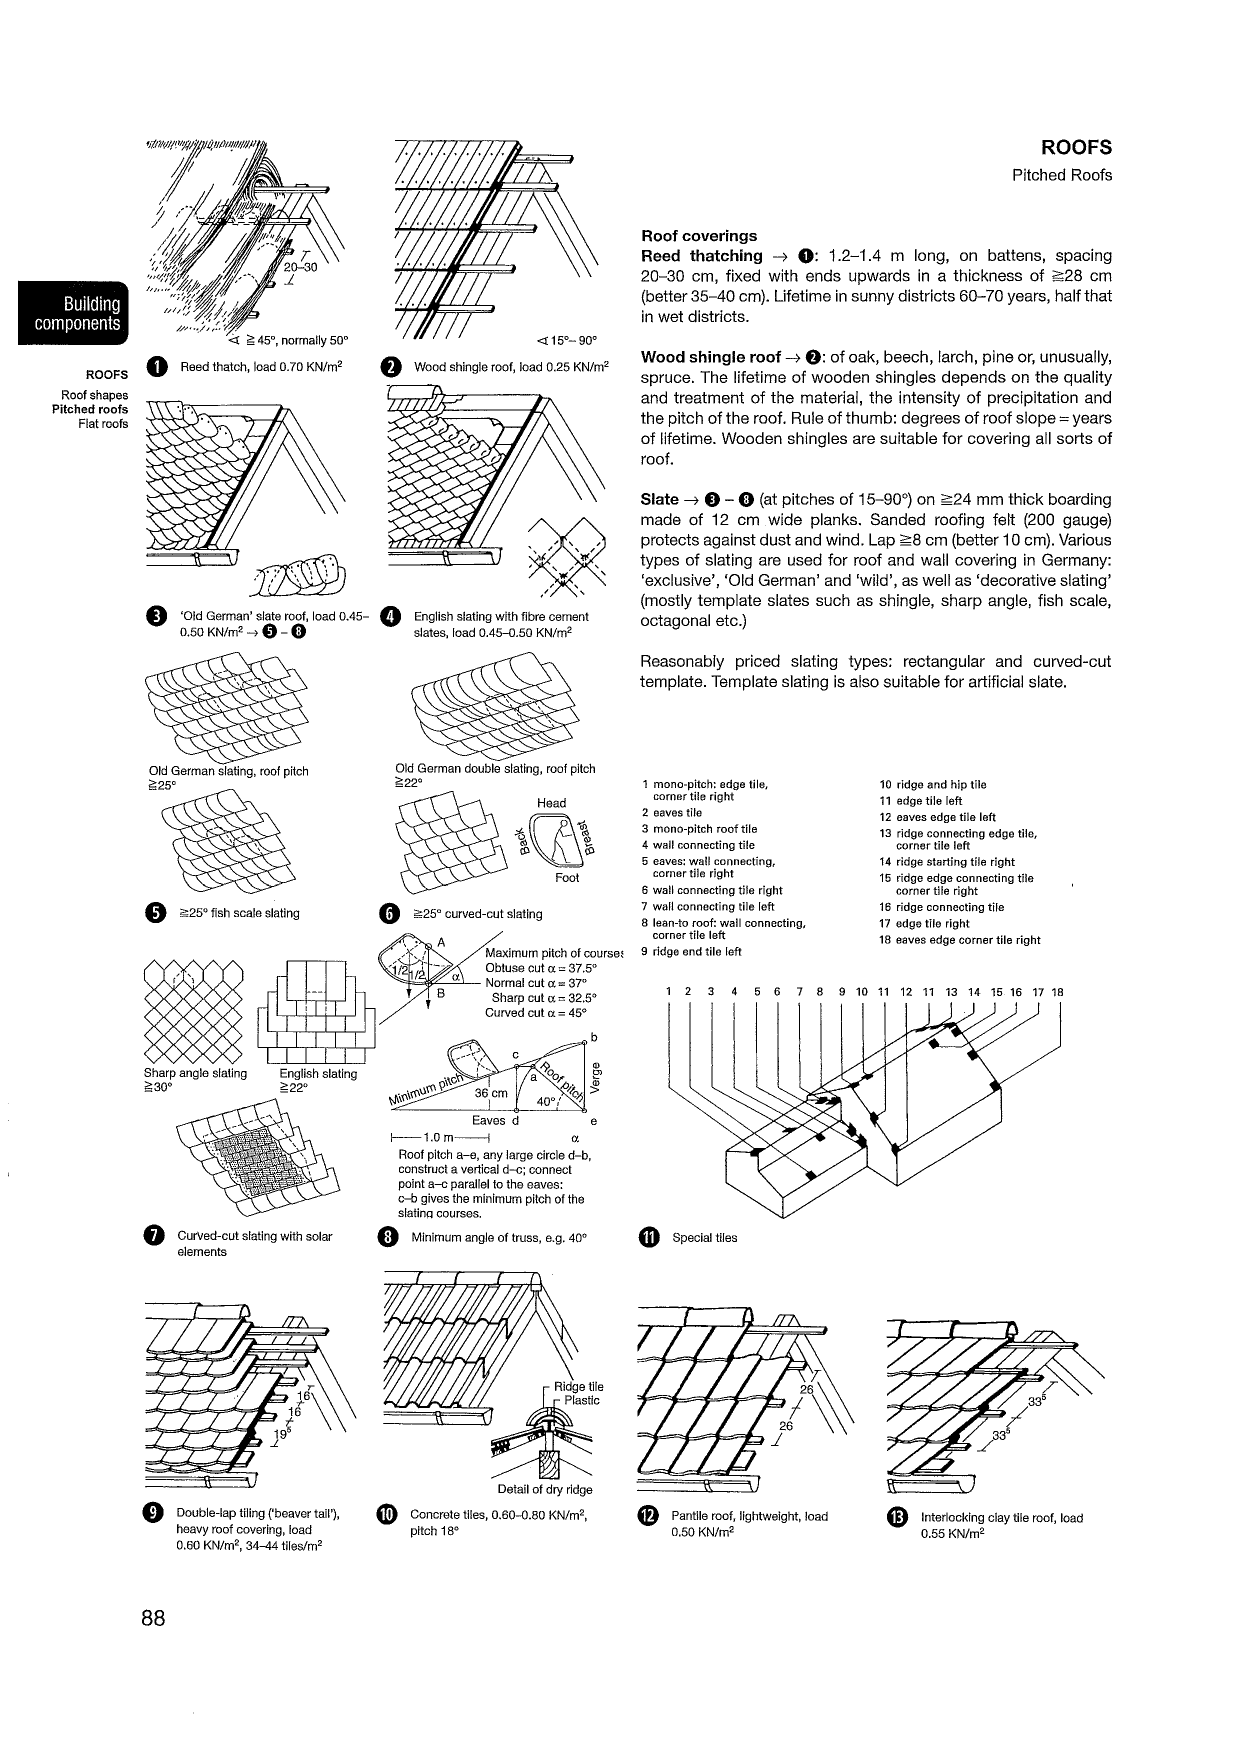 ROOFS
Pitched Roofs
Building
components
ROOFS
Roof shapes
Pitched roofs
Flat roofs
20–30
∢ ≧ 45°, normally 50°
1 Reed thatch, load 0.70 KN/m²
∢ 15°– 90°
2 Wood shingle roof, load 0.25 KN/m²
3 'Old German' slate roof, load 0.45–
0.50 KN/m² → 5 – 8
4 English slating with fibre cement
slates, load 0.45–0.50 KN/m²
Old German slating, roof pitch
≧25°
Old German double slating, roof pitch
≧22°
Head
Back
Breast
Foot
5 ≧25° fish scale slating
6 ≧25° curved-cut slating
Sharp angle slating
≧30°
English slating
≧22°
A
1/2 1/2
α
B
Maximum pitch of courses
Obtuse cut α = 37.5°
Normal cut α = 37°
Sharp cut α = 32.5°
Curved cut α = 45°
b
c
a
Roof pitch
Verge
Minimum pitch
36 cm
40°
Eaves d
e
1.0 m
α
Roof pitch a–e, any large circle d–b,
construct a vertical d–c; connect
point a–c parallel to the eaves:
c–b gives the minimum pitch of the
slating courses.
7 Curved-cut slating with solar
elements
8 Minimum angle of truss, e.g. 40°
16
16
19⁵
9 Double-lap tiling ('beaver tail'),
heavy roof covering, load
0.60 KN/m², 34–44 tiles/m²
Ridge tile
Plastic
Detail of dry ridge
10 Concrete tiles, 0.60–0.80 KN/m²,
pitch 18°
Roof coverings
Reed thatching → 1: 1.2–1.4 m long, on battens, spacing
20–30 cm, fixed with ends upwards in a thickness of ≧28 cm
(better 35–40 cm). Lifetime in sunny districts 60–70 years, half that
in wet districts.
Wood shingle roof → 2: of oak, beech, larch, pine or, unusually,
spruce. The lifetime of wooden shingles depends on the quality
and treatment of the material, the intensity of precipitation and
the pitch of the roof. Rule of thumb: degrees of roof slope = years
of lifetime. Wooden shingles are suitable for covering all sorts of
roof.
Slate → 3 – 8 (at pitches of 15–90°) on ≧24 mm thick boarding
made of 12 cm wide planks. Sanded roofing felt (200 gauge)
protects against dust and wind. Lap ≧8 cm (better 10 cm). Various
types of slating are used for roof and wall covering in Germany:
'exclusive', 'Old German' and 'wild', as well as 'decorative slating'
(mostly template slates such as shingle, sharp angle, fish scale,
octagonal etc.)
Reasonably priced slating types: rectangular and curved-cut
template. Template slating is also suitable for artificial slate.
1 mono-pitch: edge tile,
corner tile right
2 eaves tile
3 mono-pitch roof tile
4 wall connecting tile
5 eaves: wall connecting,
corner tile right
6 wall connecting tile right
7 wall connecting tile left
8 lean-to roof: wall connecting,
corner tile left
9 ridge end tile left
10 ridge and hip tile
11 edge tile left
12 eaves edge tile left
13 ridge connecting edge tile,
corner tile left
14 ridge starting tile right
15 ridge edge connecting tile
corner tile right
16 ridge connecting tile
17 edge tile right
18 eaves edge corner tile right
1 2 3 4 5 6 7 8 9 10 11 12 11 13 14 15 16 17 18
11 Special tiles
26
26
12 Pantile roof, lightweight, load
0.50 KN/m²
33⁵
33⁵
13 Interlocking clay tile roof, load
0.55 KN/m²
88